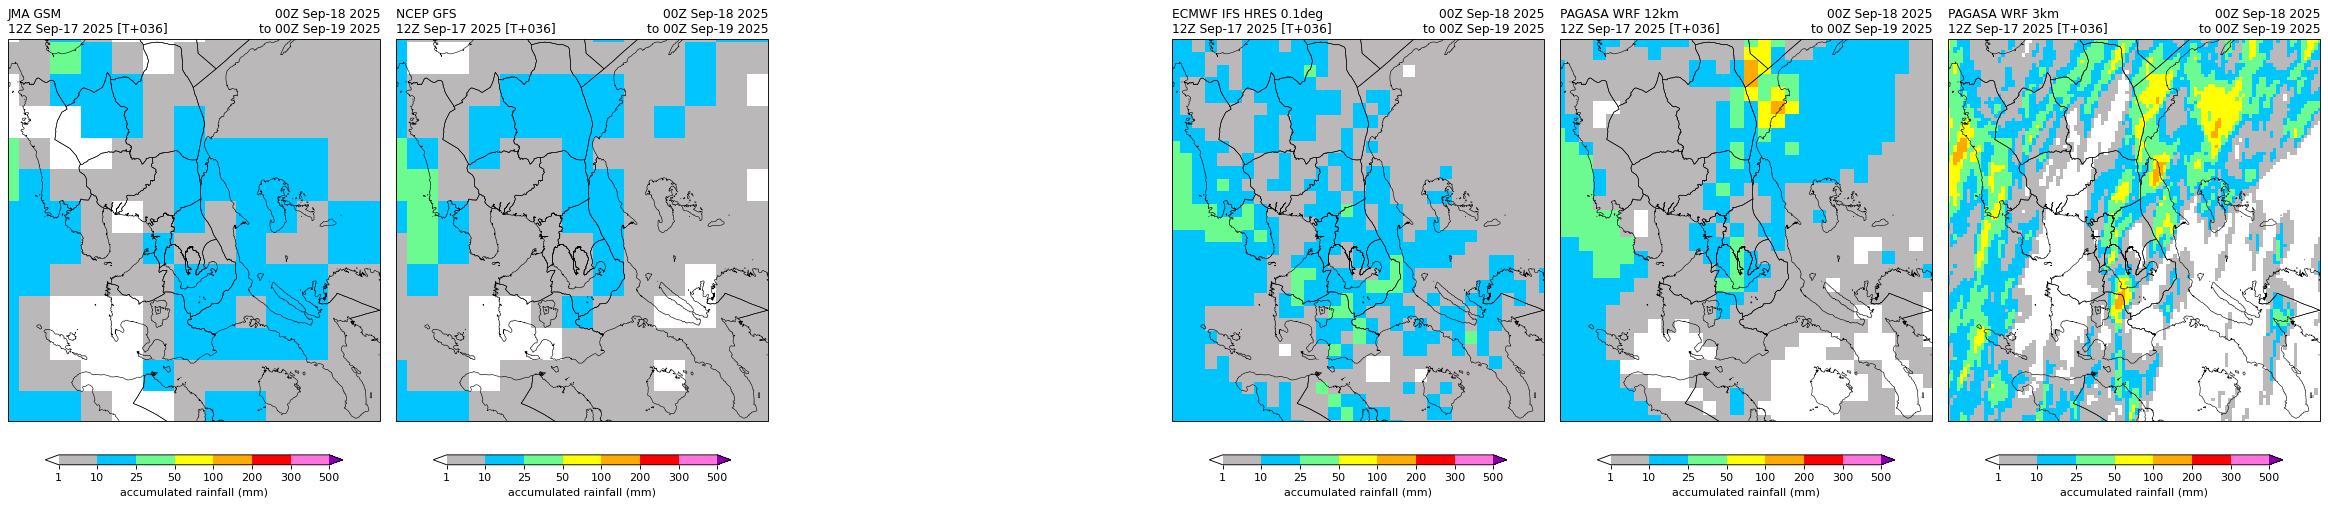 JMA GSM 00Z Sep-18 2025
12Z Sep-17 2025 [T+036] to 00Z Sep-19 2025
1 10 25 50 100 200 300 500
accumulated rainfall (mm)
NCEP GFS 00Z Sep-18 2025
12Z Sep-17 2025 [T+036] to 00Z Sep-19 2025
1 10 25 50 100 200 300 500
accumulated rainfall (mm)
ECMWF IFS HRES 0.1deg 00Z Sep-18 2025
12Z Sep-17 2025 [T+036] to 00Z Sep-19 2025
1 10 25 50 100 200 300 500
accumulated rainfall (mm)
PAGASA WRF 12km 00Z Sep-18 2025
12Z Sep-17 2025 [T+036] to 00Z Sep-19 2025
1 10 25 50 100 200 300 500
accumulated rainfall (mm)
PAGASA WRF 3km 00Z Sep-18 2025
12Z Sep-17 2025 [T+036] to 00Z Sep-19 2025
1 10 25 50 100 200 300 500
accumulated rainfall (mm)